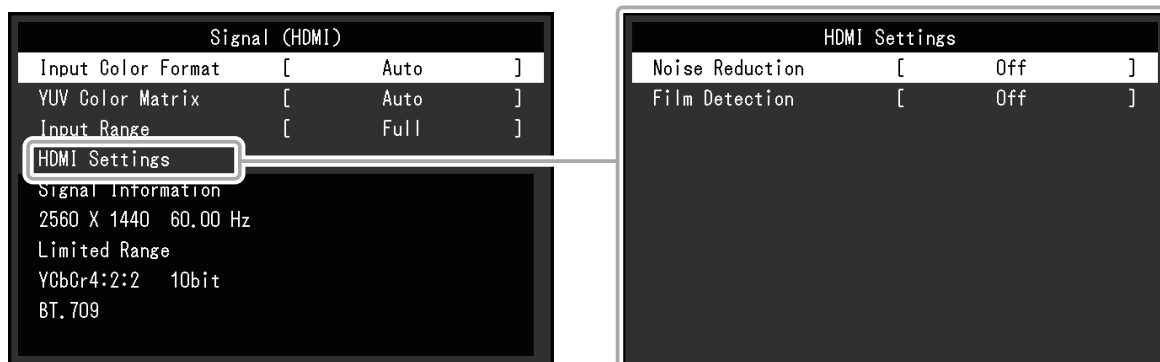 Signal (HDMI)
Input Color Format [ Auto ]
YUV Color Matrix [ Auto ]
Input Range [ Full ]
HDMI Settings
Signal Information
2560 X 1440 60.00 Hz
Limited Range
YCbCr4:2:2 10bit
BT.709
HDMI Settings
Noise Reduction [ Off ]
Film Detection [ Off ]